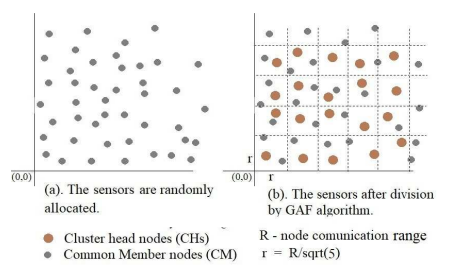 r
(0,0)
(0,0)
r
(a). The sensors are randomly
allocated.
(b). The sensors after division
by GAF algorithm.
Cluster head nodes (CHs)
Common Member nodes (CM)
R - node comunication range
r = R/sqrt(5)